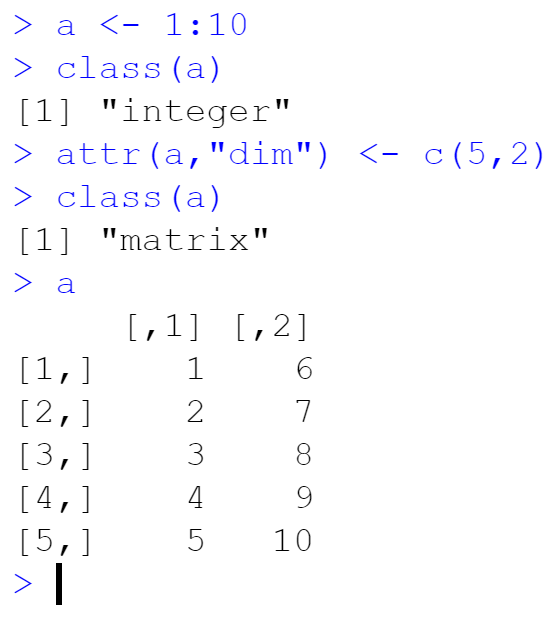 > a <- 1:10
> class(a)
[1] "integer"
> attr(a,"dim") <- c(5,2)
> class(a)
[1] "matrix"
> a
     [,1] [,2]
[1,]    1    6
[2,]    2    7
[3,]    3    8
[4,]    4    9
[5,]    5   10
>